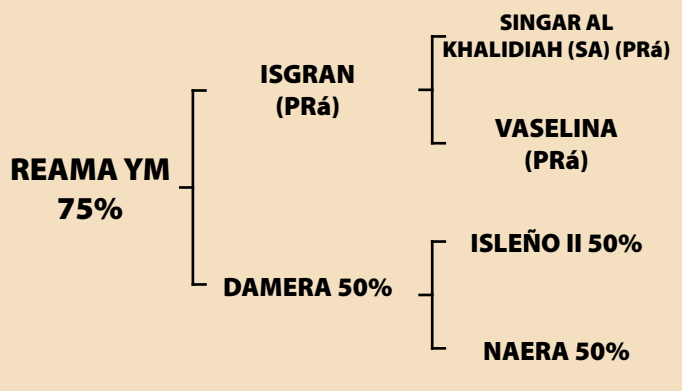 SINGAR AL
KHALIDIAH (SA) (PRá)
ISGRAN
(PRá)
VASELINA
(PRá)
REAMA YM
75%
ISLEÑO II 50%
DAMERA 50%
NAERA 50%